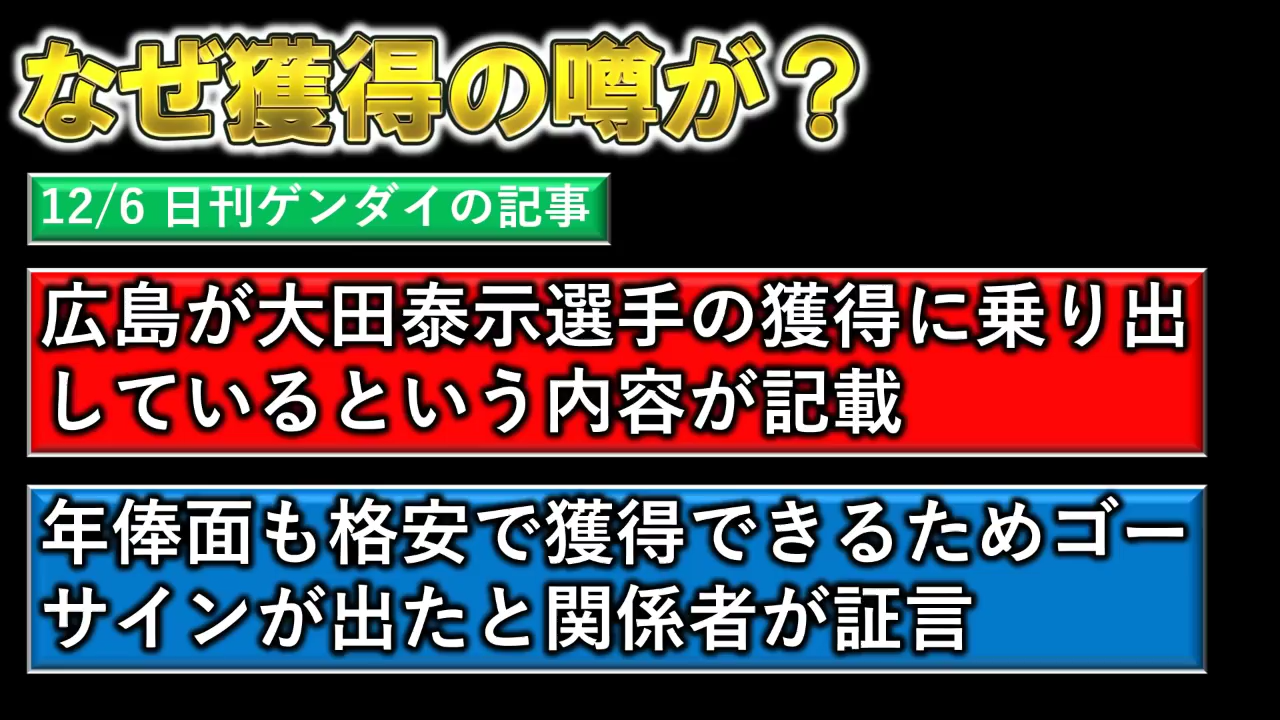 なぜ獲得の噂が？
12/6 日刊ゲンダイの記事
広島が大田泰示選手の獲得に乗り出
しているという内容が記載
年俸面も格安で獲得できるためゴー
サインが出たと関係者が証言